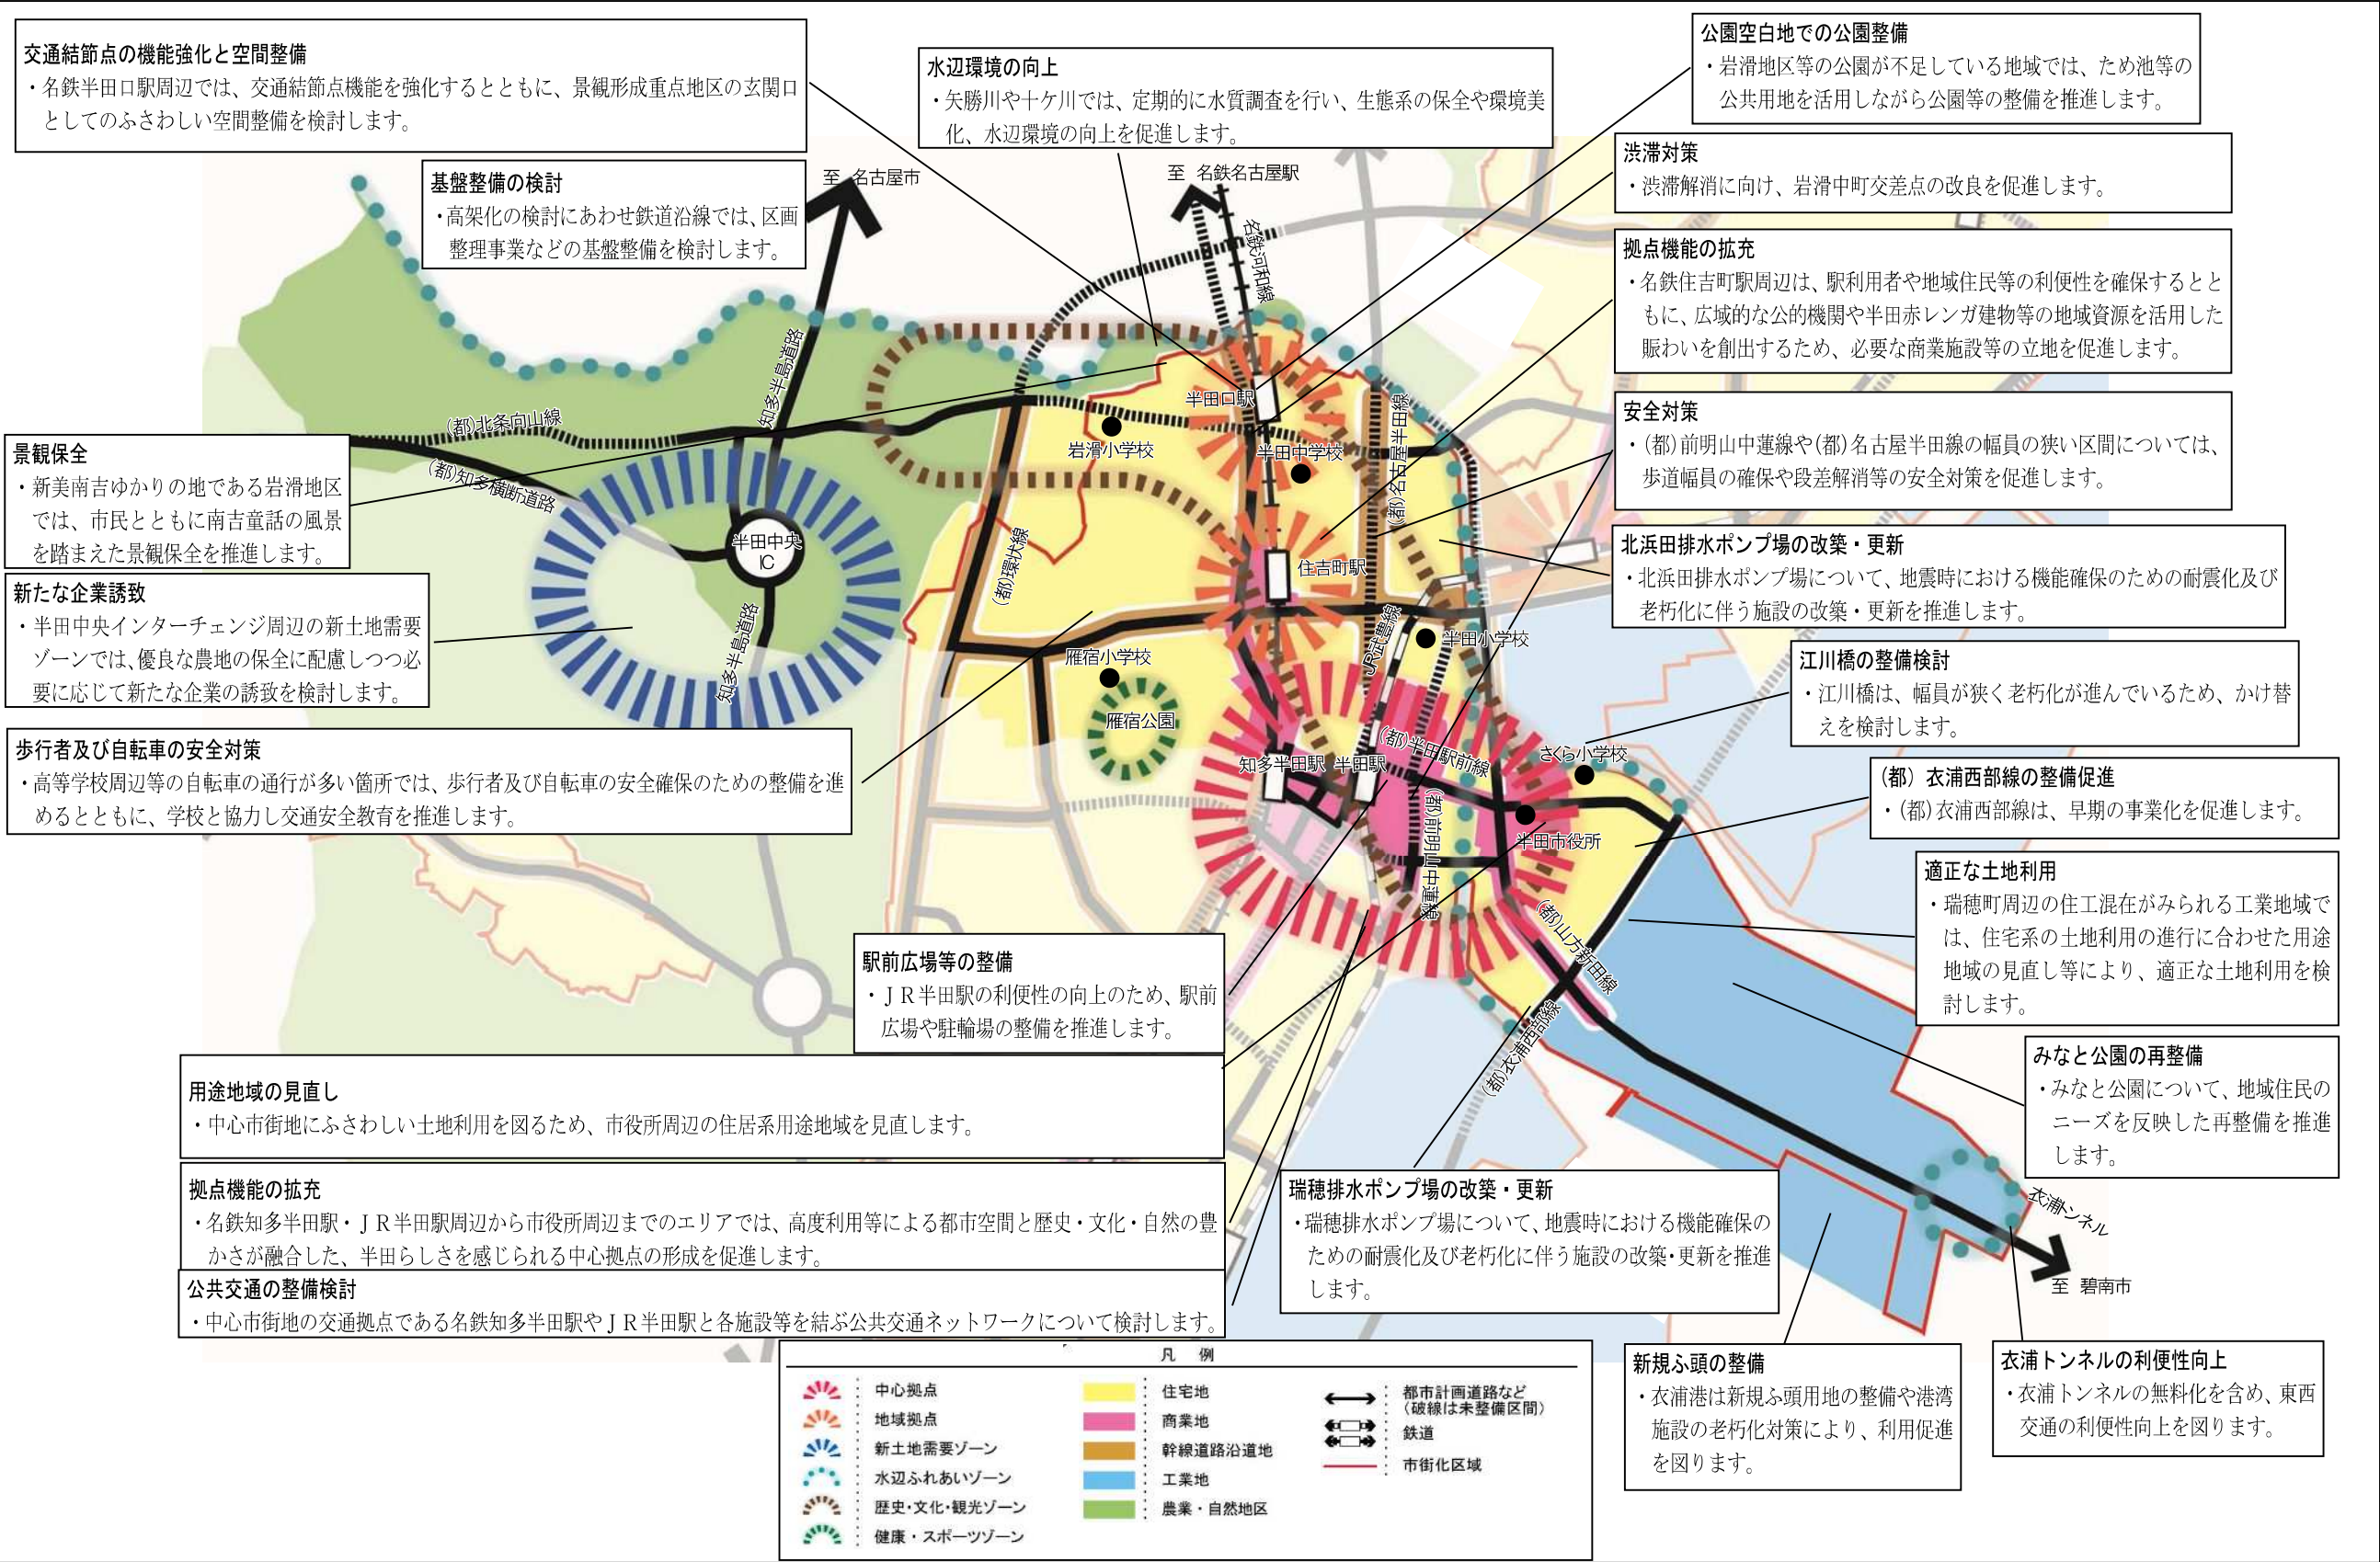 交通結節点の機能強化と空間整備
・名鉄半田口駅周辺では、交通結節点機能を強化するとともに、景観形成重点地区の玄関口
としてのふさわしい空間整備を検討します。
水辺環境の向上
・矢勝川や十ケ川では、定期的に水質調査を行い、生態系の保全や環境美
化、水辺環境の向上を促進します。
公園空白地での公園整備
・岩滑地区等の公園が不足している地域では、ため池等の
公共用地を活用しながら公園等の整備を推進します。
渋滞対策
・渋滞解消に向け、岩滑中町交差点の改良を促進します。
基盤整備の検討
・高架化の検討にあわせ鉄道沿線では、区画
整理事業などの基盤整備を検討します。
至 名古屋市
至 名鉄名古屋駅
名鉄河和線
拠点機能の拡充
・名鉄住吉町駅周辺は、駅利用者や地域住民等の利便性を確保するとと
もに、広域的な公的機関や半田赤レンガ建物等の地域資源を活用した
賑わいを創出するため、必要な商業施設等の立地を促進します。
安全対策
・(都)前明山中蓮線や(都)名古屋半田線の幅員の狭い区間については、
歩道幅員の確保や段差解消等の安全対策を促進します。
知多半島道路
(都)北条向山線
(都)知多横断道路
半田口駅
岩滑小学校
半田中学校
(都)名古屋半田線
景観保全
・新美南吉ゆかりの地である岩滑地区
では、市民とともに南吉童話の風景
を踏まえた景観保全を推進します。
半田中央
IC
(都)環状線
住吉町駅
北浜田排水ポンプ場の改築・更新
・北浜田排水ポンプ場について、地震時における機能確保のための耐震化及び
老朽化に伴う施設の改築・更新を推進します。
新たな企業誘致
・半田中央インターチェンジ周辺の新土地需要
ゾーンでは、優良な農地の保全に配慮しつつ必
要に応じて新たな企業の誘致を検討します。
知多半島道路
雁宿小学校
雁宿公園
JR武豊線
半田小学校
江川橋の整備検討
・江川橋は、幅員が狭く老朽化が進んでいるため、かけ替
えを検討します。
歩行者及び自転車の安全対策
・高等学校周辺等の自転車の通行が多い箇所では、歩行者及び自転車の安全確保のための整備を進
めるとともに、学校と協力し交通安全教育を推進します。
知多半田駅
半田駅
(都)半田駅前線
さくら小学校
(都)前明山中蓮線
半田市役所
(都)山方新田線
(都)衣浦西部線
(都) 衣浦西部線の整備促進
・(都)衣浦西部線は、早期の事業化を促進します。
適正な土地利用
・瑞穂町周辺の住工混在がみられる工業地域で
は、住宅系の土地利用の進行に合わせた用途
地域の見直し等により、適正な土地利用を検
討します。
駅前広場等の整備
・ＪＲ半田駅の利便性の向上のため、駅前
広場や駐輪場の整備を推進します。
みなと公園の再整備
・みなと公園について、地域住民の
ニーズを反映した再整備を推進
します。
用途地域の見直し
・中心市街地にふさわしい土地利用を図るため、市役所周辺の住居系用途地域を見直します。
拠点機能の拡充
・名鉄知多半田駅・ＪＲ半田駅周辺から市役所周辺までのエリアでは、高度利用等による都市空間と歴史・文化・自然の豊
かさが融合した、半田らしさを感じられる中心拠点の形成を促進します。
公共交通の整備検討
・中心市街地の交通拠点である名鉄知多半田駅やＪＲ半田駅と各施設等を結ぶ公共交通ネットワークについて検討します。
瑞穂排水ポンプ場の改築・更新
・瑞穂排水ポンプ場について、地震時における機能確保の
ための耐震化及び老朽化に伴う施設の改築・更新を推進
します。
衣浦トンネル
至 碧南市
新規ふ頭の整備
・衣浦港は新規ふ頭用地の整備や港湾
施設の老朽化対策により、利用促進
を図ります。
衣浦トンネルの利便性向上
・衣浦トンネルの無料化を含め、東西
交通の利便性向上を図ります。
凡 例
中心拠点
地域拠点
新土地需要ゾーン
水辺ふれあいゾーン
歴史・文化・観光ゾーン
健康・スポーツゾーン
住宅地
商業地
幹線道路沿道地
工業地
農業・自然地区
都市計画道路など
(破線は未整備区間)
鉄道
市街化区域